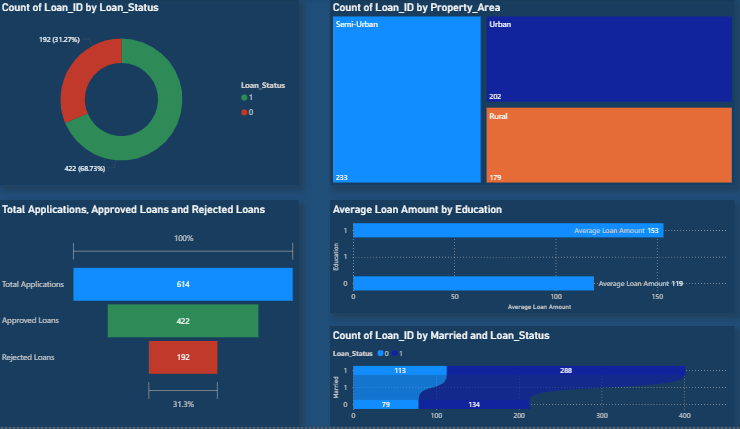 Count of Loan_ID by Loan_Status
192 (31.27%)
422 (68.73%)
Loan_Status
1
0
Count of Loan_ID by Property_Area
Semi-Urban
233
Urban
202
Rural
179
Total Applications, Approved Loans and Rejected Loans
100%
Total Applications
614
Approved Loans
422
Rejected Loans
192
31.3%
Average Loan Amount by Education
Education
1
Average Loan Amount 153
1
0
Average Loan Amount 119
0 50 100 150
Average Loan Amount
Count of Loan_ID by Married and Loan_Status
Loan_Status 0 1
Married
1
113 288
1
0
79 134
0 100 200 300 400